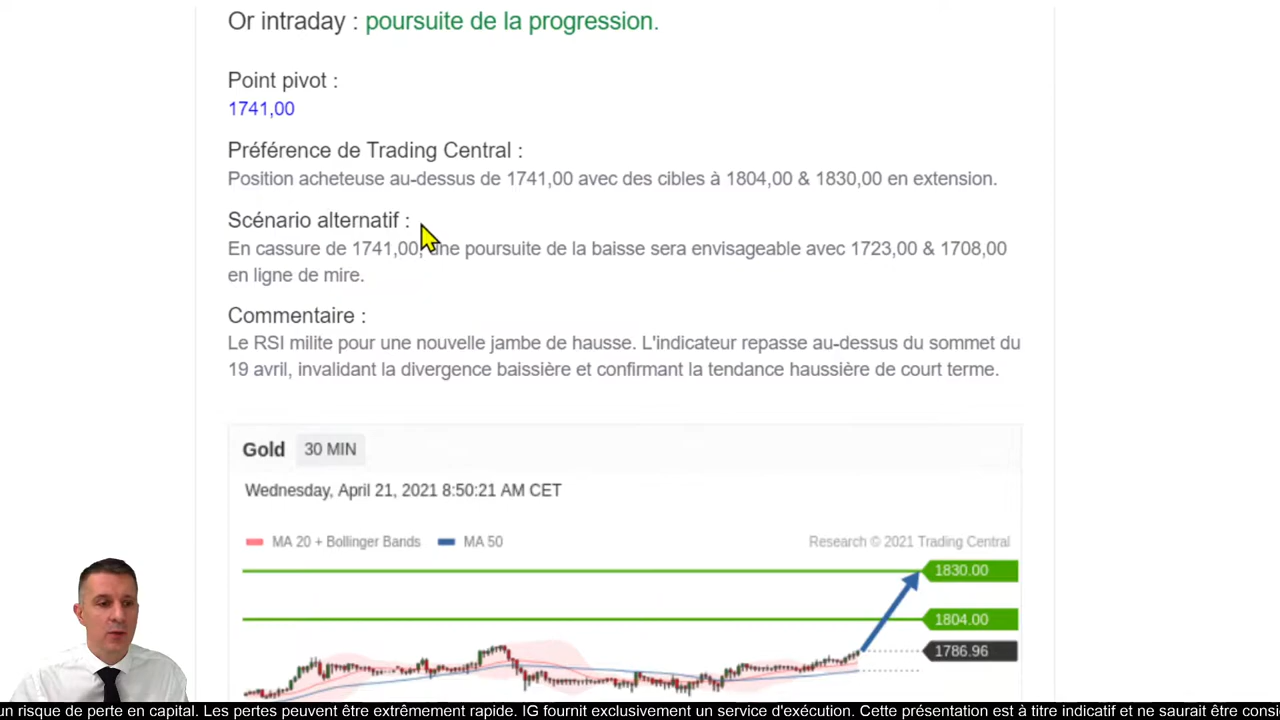 Or intraday : poursuite de la progression.
Point pivot :
1741,00
Préférence de Trading Central :
Position acheteuse au-dessus de 1741,00 avec des cibles à 1804,00 & 1830,00 en extension.
Scénario alternatif :
En cassure de 1741,00, une poursuite de la baisse sera envisageable avec 1723,00 & 1708,00
en ligne de mire.
Commentaire :
Le RSI milite pour une nouvelle jambe de hausse. L'indicateur repasse au-dessus du sommet du
19 avril, invalidant la divergence baissière et confirmant la tendance haussière de court terme.
Gold 30 MIN
Wednesday, April 21, 2021 8:50:21 AM CET
MA 20 + Bollinger Bands MA 50 Research © 2021 Trading Central
1830.00
1804.00
1786.96
un risque de perte en capital. Les pertes peuvent être extrêmement rapide. IG fournit exclusivement un service d'exécution. Cette présentation est à titre indicatif et ne saurait être consi